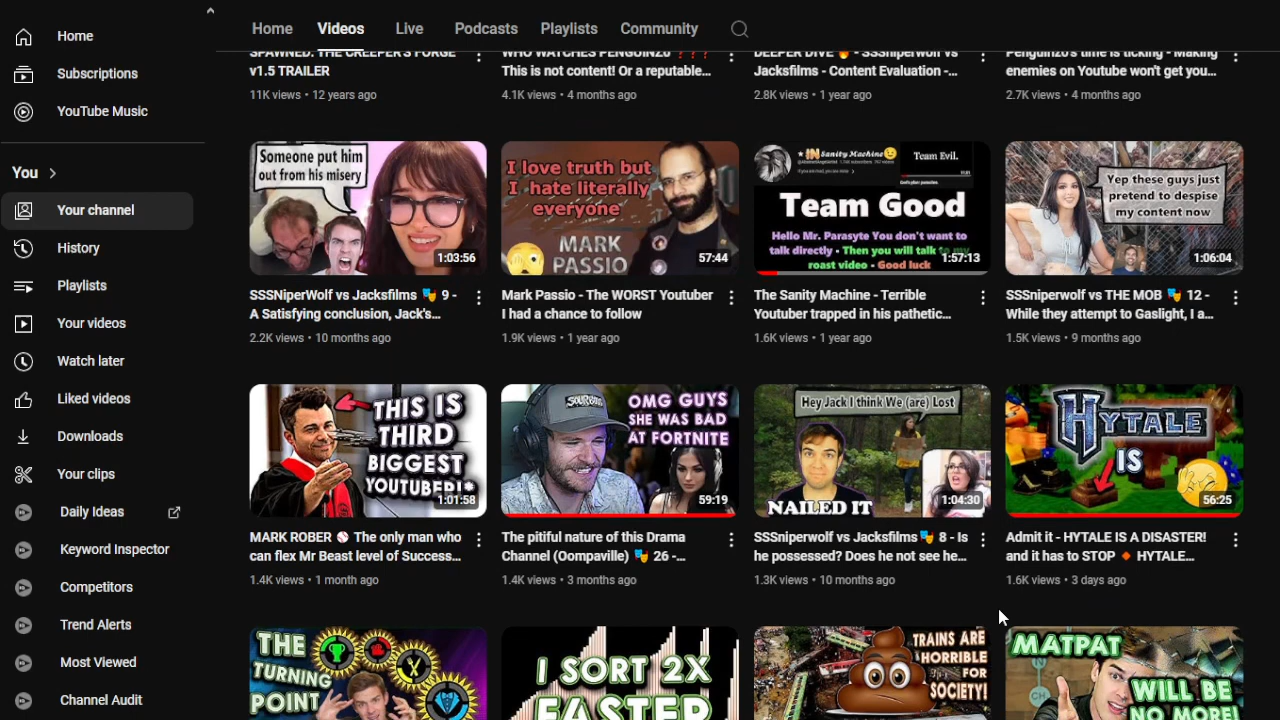 Home
Subscriptions
YouTube Music
You
Your channel
History
Playlists
Your videos
Watch later
Liked videos
Downloads
Your clips
Daily Ideas
Keyword Inspector
Competitors
Trend Alerts
Most Viewed
Channel Audit
Home Videos Live Podcasts Playlists Community
SPAWNED: THE CREEPER'S FORGE
v1.5 TRAILER
11K views • 12 years ago
WHO WATCHES PENGUINZ0 ❓❓❓
This is not content! Or a reputable...
4.1K views • 4 months ago
DEEPER DIVE 🔥 - SSSniperwolf vs
Jacksfilms - Content Evaluation -...
2.8K views • 1 year ago
Penguinz0's time is ticking - Making
enemies on Youtube won't get you...
2.7K views • 4 months ago
Someone put him
out from his misery
1:03:56
SSSNiperWolf vs Jacksfilms 🎭 9 -
A Satisfying conclusion, Jack's...
2.2K views • 10 months ago
I love truth but
I hate literally
everyone
MARK
PASSIO
57:44
Mark Passio - The WORST Youtuber
I had a chance to follow
1.9K views • 1 year ago
Sanity Machine
Team Evil.
Team Good
Hello Mr. Parasyte You don't want to
talk directly - Then you will talk to my
roast video - Good luck
1:57:13
The Sanity Machine - Terrible
Youtuber trapped in his pathetic...
1.6K views • 1 year ago
Yep these guys just
pretend to despise
my content now
1:06:04
SSSniperwolf vs THE MOB 🎭 12 -
While they attempt to Gaslight, I a...
1.5K views • 9 months ago
THIS IS
THIRD
BIGGEST
YOUTUBER!*
1:01:58
MARK ROBER ⚾ The only man who
can flex Mr Beast level of Success...
1.4K views • 1 month ago
OMG GUYS
SHE WAS BAD
AT FORTNITE
59:19
The pitiful nature of this Drama
Channel (Oompaville) 🎭 26 -...
1.4K views • 3 months ago
Hey Jack I think We (are) Lost
NAILED IT
1:04:30
SSSniperwolf vs Jacksfilms 🎭 8 - Is
he possessed? Does he not see he...
1.3K views • 10 months ago
HYTALE
IS
56:25
Admit it - HYTALE IS A DISASTER!
and it has to STOP 🔸 HYTALE...
1.6K views • 3 days ago
THE
TURNING
POINT
I SORT 2X
FASTER
TRAINS ARE
HORRIBLE
FOR
SOCIETY!
MATPAT
WILL BE
NO MORE!